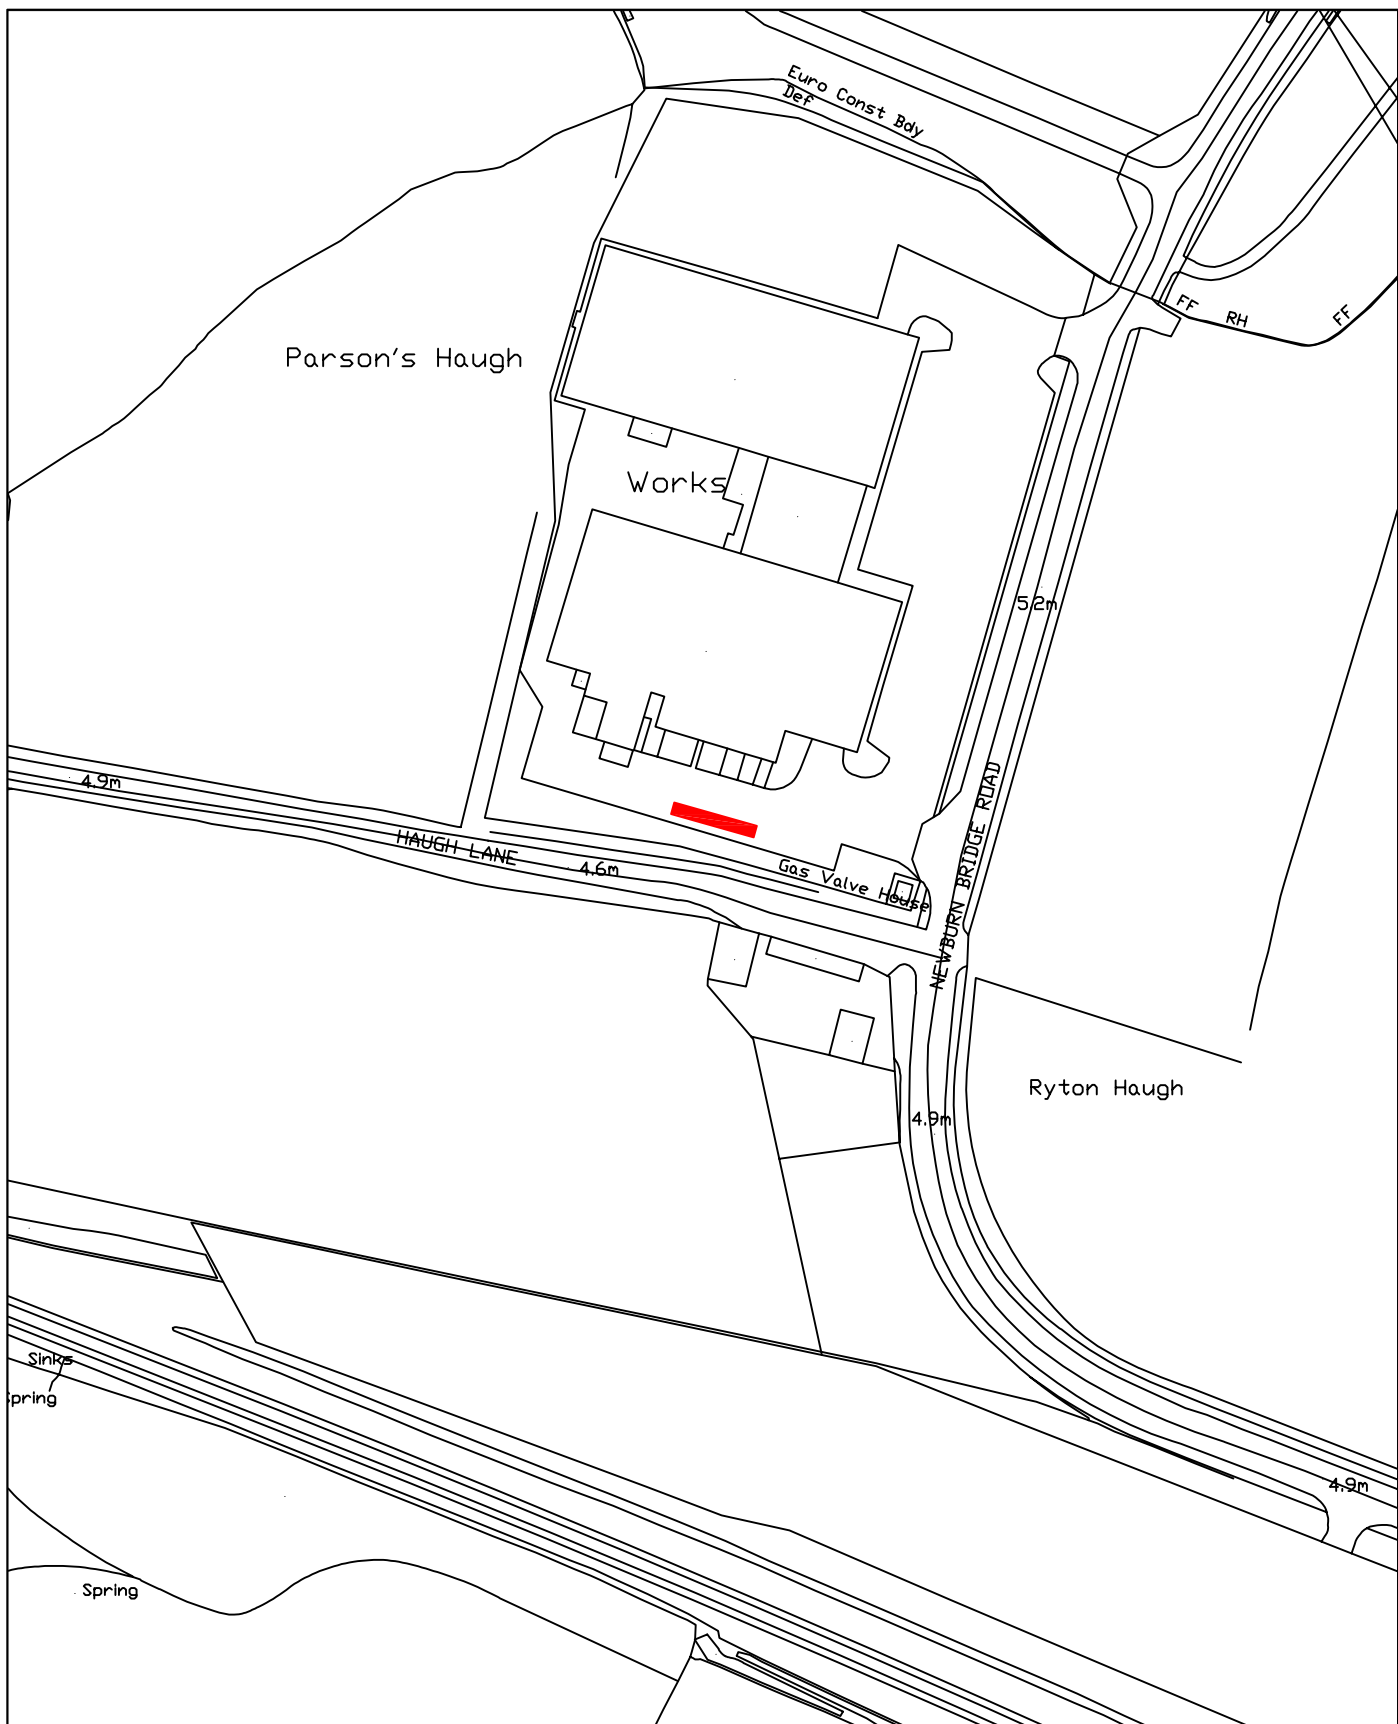 Euro Const Bdy
Def
FF
RH
FF
Parson's Haugh
Works
5.2m
4.9m
HAUGH LANE
4.6m
Gas Valve House
NEWBURN BRIDGE ROAD
Ryton Haugh
4.9m
Sinks
pring
4.9m
Spring